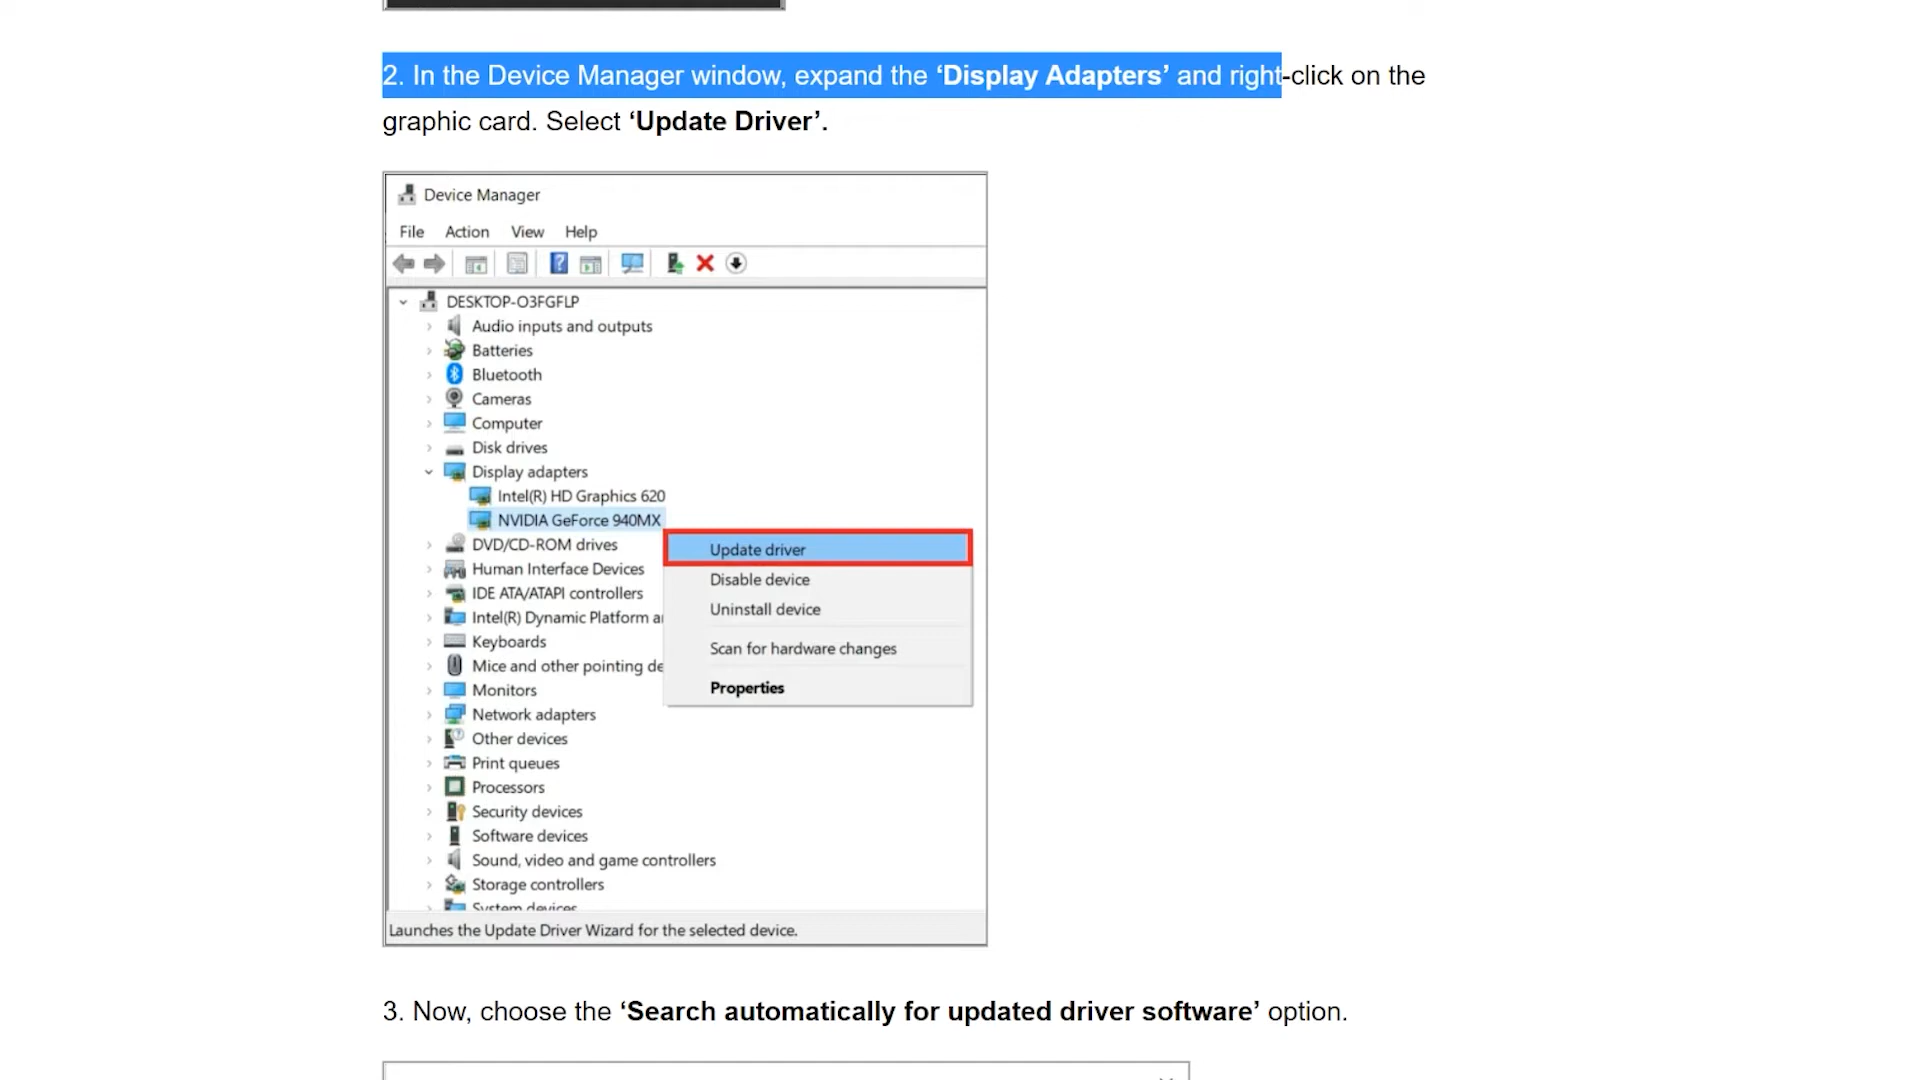 2. In the Device Manager window, expand the ‘Display Adapters’ and right-click on the
graphic card. Select ‘Update Driver’.
Device Manager
File Action View Help
DESKTOP-O3FGFLP
Audio inputs and outputs
Batteries
Bluetooth
Cameras
Computer
Disk drives
Display adapters
Intel(R) HD Graphics 620
NVIDIA GeForce 940MX
DVD/CD-ROM drives
Human Interface Devices
IDE ATA/ATAPI controllers
Intel(R) Dynamic Platform a
Keyboards
Mice and other pointing de
Monitors
Network adapters
Other devices
Print queues
Processors
Security devices
Software devices
Sound, video and game controllers
Storage controllers
System devices
Update driver
Disable device
Uninstall device
Scan for hardware changes
Properties
Launches the Update Driver Wizard for the selected device.
3. Now, choose the ‘Search automatically for updated driver software’ option.